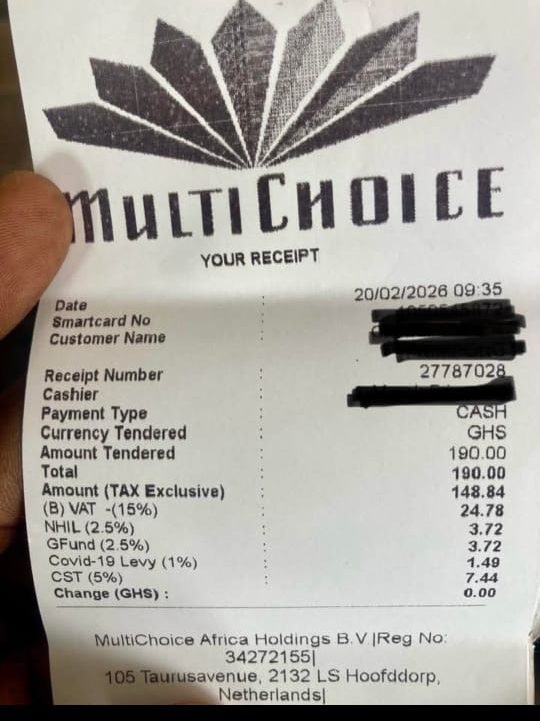 MULTICHOICE
YOUR RECEIPT
Date : 20/02/2026 09:35
Smartcard No :
Customer Name :
Receipt Number : 27787028
Cashier :
Payment Type : CASH
Currency Tendered : GHS
Amount Tendered : 190.00
Total : 190.00
Amount (TAX Exclusive) : 148.84
(B) VAT -(15%) : 24.78
NHIL (2.5%) : 3.72
GFund (2.5%) : 3.72
Covid-19 Levy (1%) : 1.49
CST (5%) : 7.44
Change (GHS) : 0.00
MultiChoice Africa Holdings B.V |Reg No:
34272155|
105 Taurusavenue, 2132 LS Hoofddorp,
Netherlands|